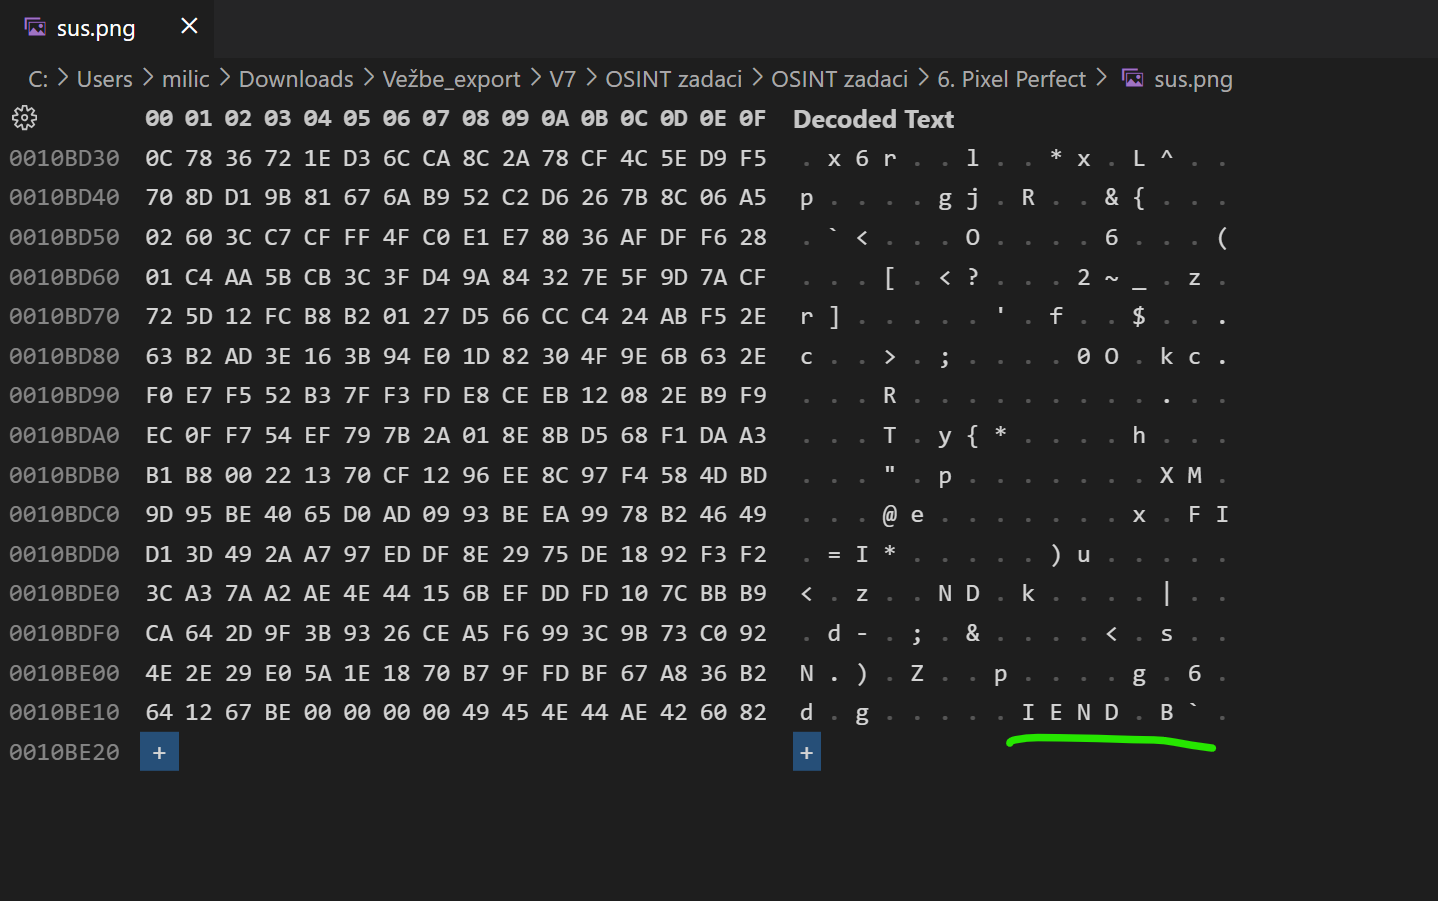 sus.png
C: > Users > milic > Downloads > Vežbe_export > V7 > OSINT zadaci > OSINT zadaci > 6. Pixel Perfect > sus.png
00 01 02 03 04 05 06 07 08 09 0A 0B 0C 0D 0E 0F Decoded Text
0010BD30 0C 78 36 72 1E D3 6C CA 8C 2A 78 CF 4C 5E D9 F5 . x 6 r . . l . . * x . L ^ . .
0010BD40 70 8D D1 9B 81 67 6A B9 52 C2 D6 26 7B 8C 06 A5 p . . . . g j . R . . & { . . .
0010BD50 02 60 3C C7 CF FF 4F C0 E1 E7 80 36 AF DF F6 28 . ` < . . . O . . . . 6 . . . (
0010BD60 01 C4 AA 5B CB 3C 3F D4 9A 84 32 7E 5F 9D 7A CF . . . [ . < ? . . . 2 ~ _ . z .
0010BD70 72 5D 12 FC B8 B2 01 27 D5 66 CC C4 24 AB F5 2E r ] . . . . . ' . f . . $ . . .
0010BD80 63 B2 AD 3E 16 3B 94 E0 1D 82 30 4F 9E 6B 63 2E c . . > . ; . . . . 0 O . k c .
0010BD90 F0 E7 F5 52 B3 7F F3 FD E8 CE EB 12 08 2E B9 F9 . . . R . . . . . . . . . . . .
0010BDA0 EC 0F F7 54 EF 79 7B 2A 01 8E 8B D5 68 F1 DA A3 . . . T . y { * . . . . h . . .
0010BDB0 B1 B8 00 22 13 70 CF 12 96 EE 8C 97 F4 58 4D BD . . . " . p . . . . . . . X M .
0010BDC0 9D 95 BE 40 65 D0 AD 09 93 BE EA 99 78 B2 46 49 . . . @ e . . . . . . . x . F I
0010BDD0 D1 3D 49 2A A7 97 ED DF 8E 29 75 DE 18 92 F3 F2 . = I * . . . . . ) u . . . . .
0010BDE0 3C A3 7A A2 AE 4E 44 15 6B EF DD FD 10 7C BB B9 < . z . . N D . k . . . . | . .
0010BDF0 CA 64 2D 9F 3B 93 26 CE A5 F6 99 3C 9B 73 C0 92 . d - . ; . & . . . . < . s . .
0010BE00 4E 2E 29 E0 5A 1E 18 70 B7 9F FD BF 67 A8 36 B2 N . ) . Z . . p . . . . g . 6 .
0010BE10 64 12 67 BE 00 00 00 00 49 45 4E 44 AE 42 60 82 d . g . . . . . I E N D . B ` .
0010BE20 + +